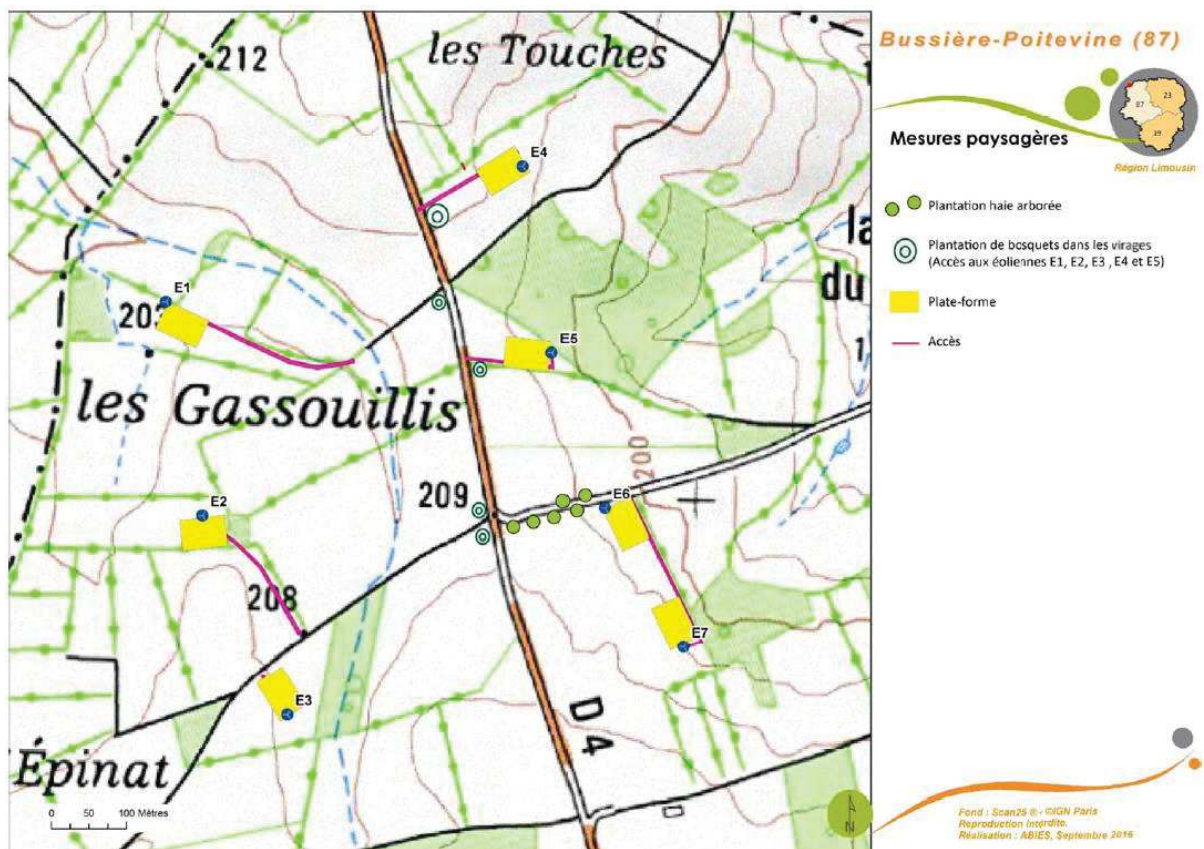 les Touches
212
E4
E1
203
E5
les Gassouillis
200
E2
209
E6
208
E7
E3
D 4
Épinat
0 50 100 Mètres
N
Bussière-Poitevine (87)
87
23
19
Mesures paysagères
Région Limousin
Plantation haie arborée
Plantation de bosquets dans les virages
(Accès aux éoliennes E1, E2, E3 , E4 et E5)
Plate-forme
Accès
la
du
1
Fond : Scan25 ® - ©IGN Paris
Reproduction Interdite.
Réalisation : ABIES, Septembre 2016